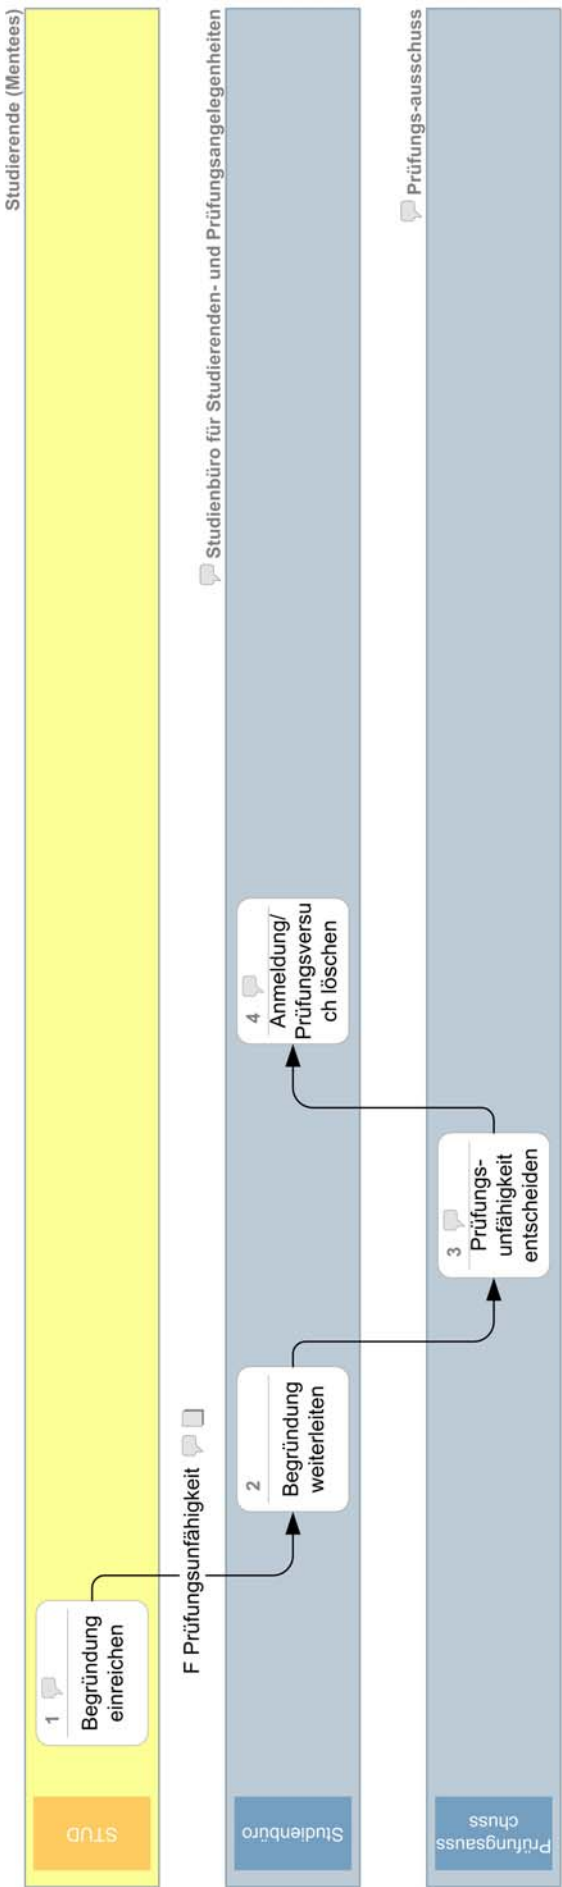 Studierende (Mentees)
STUD
1
Begründung
einreichen
F Prüfungsunfähigkeit
Studienbüro für Studierenden- und Prüfungsangelegenheiten
Studienbüro
2
Begründung
weiterleiten
4
Anmeldung/
Prüfungsversu
ch löschen
Prüfungs-ausschuss
Prüfungsauss
chuss
3
Prüfungs-
unfähigkeit
entscheiden